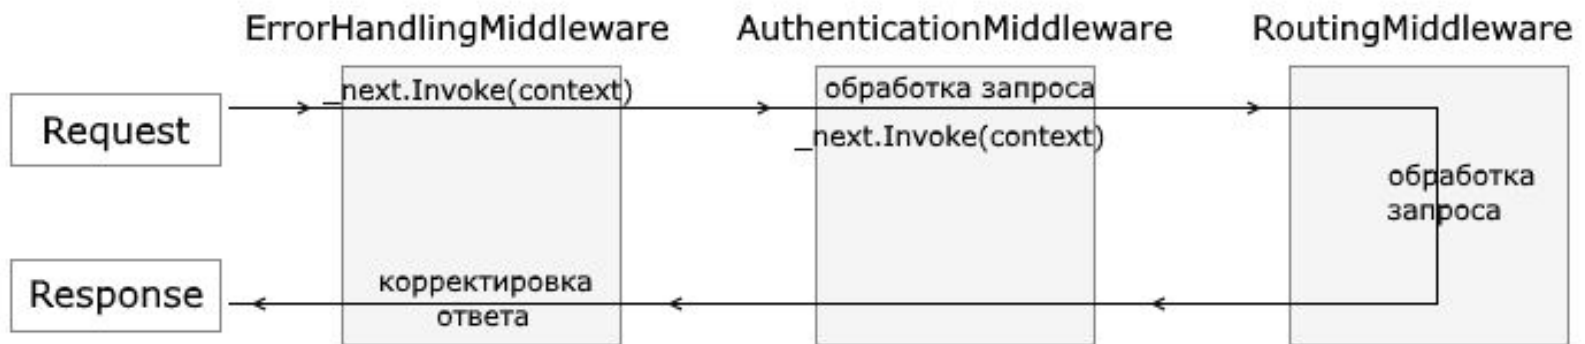 ErrorHandlingMiddleware
AuthenticationMiddleware
RoutingMiddleware
Request
_next.Invoke(context)
обработка запроса
_next.Invoke(context)
обработка
запроса
Response
корректировка
ответа